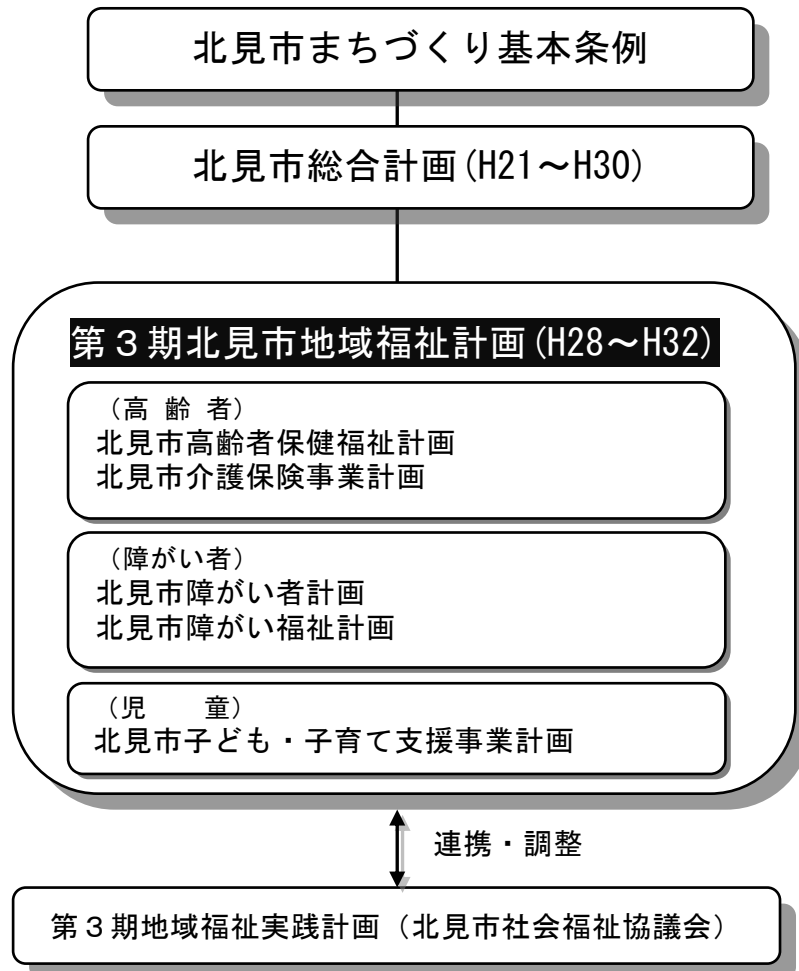 北見市まちづくり基本条例
北見市総合計画(H21～H30)
第３期北見市地域福祉計画(H28～H32)
（高 齢 者）
北見市高齢者保健福祉計画
北見市介護保険事業計画
（障がい者）
北見市障がい者計画
北見市障がい福祉計画
（児　　童）
北見市子ども・子育て支援事業計画
連携・調整
第３期地域福祉実践計画（北見市社会福祉協議会）